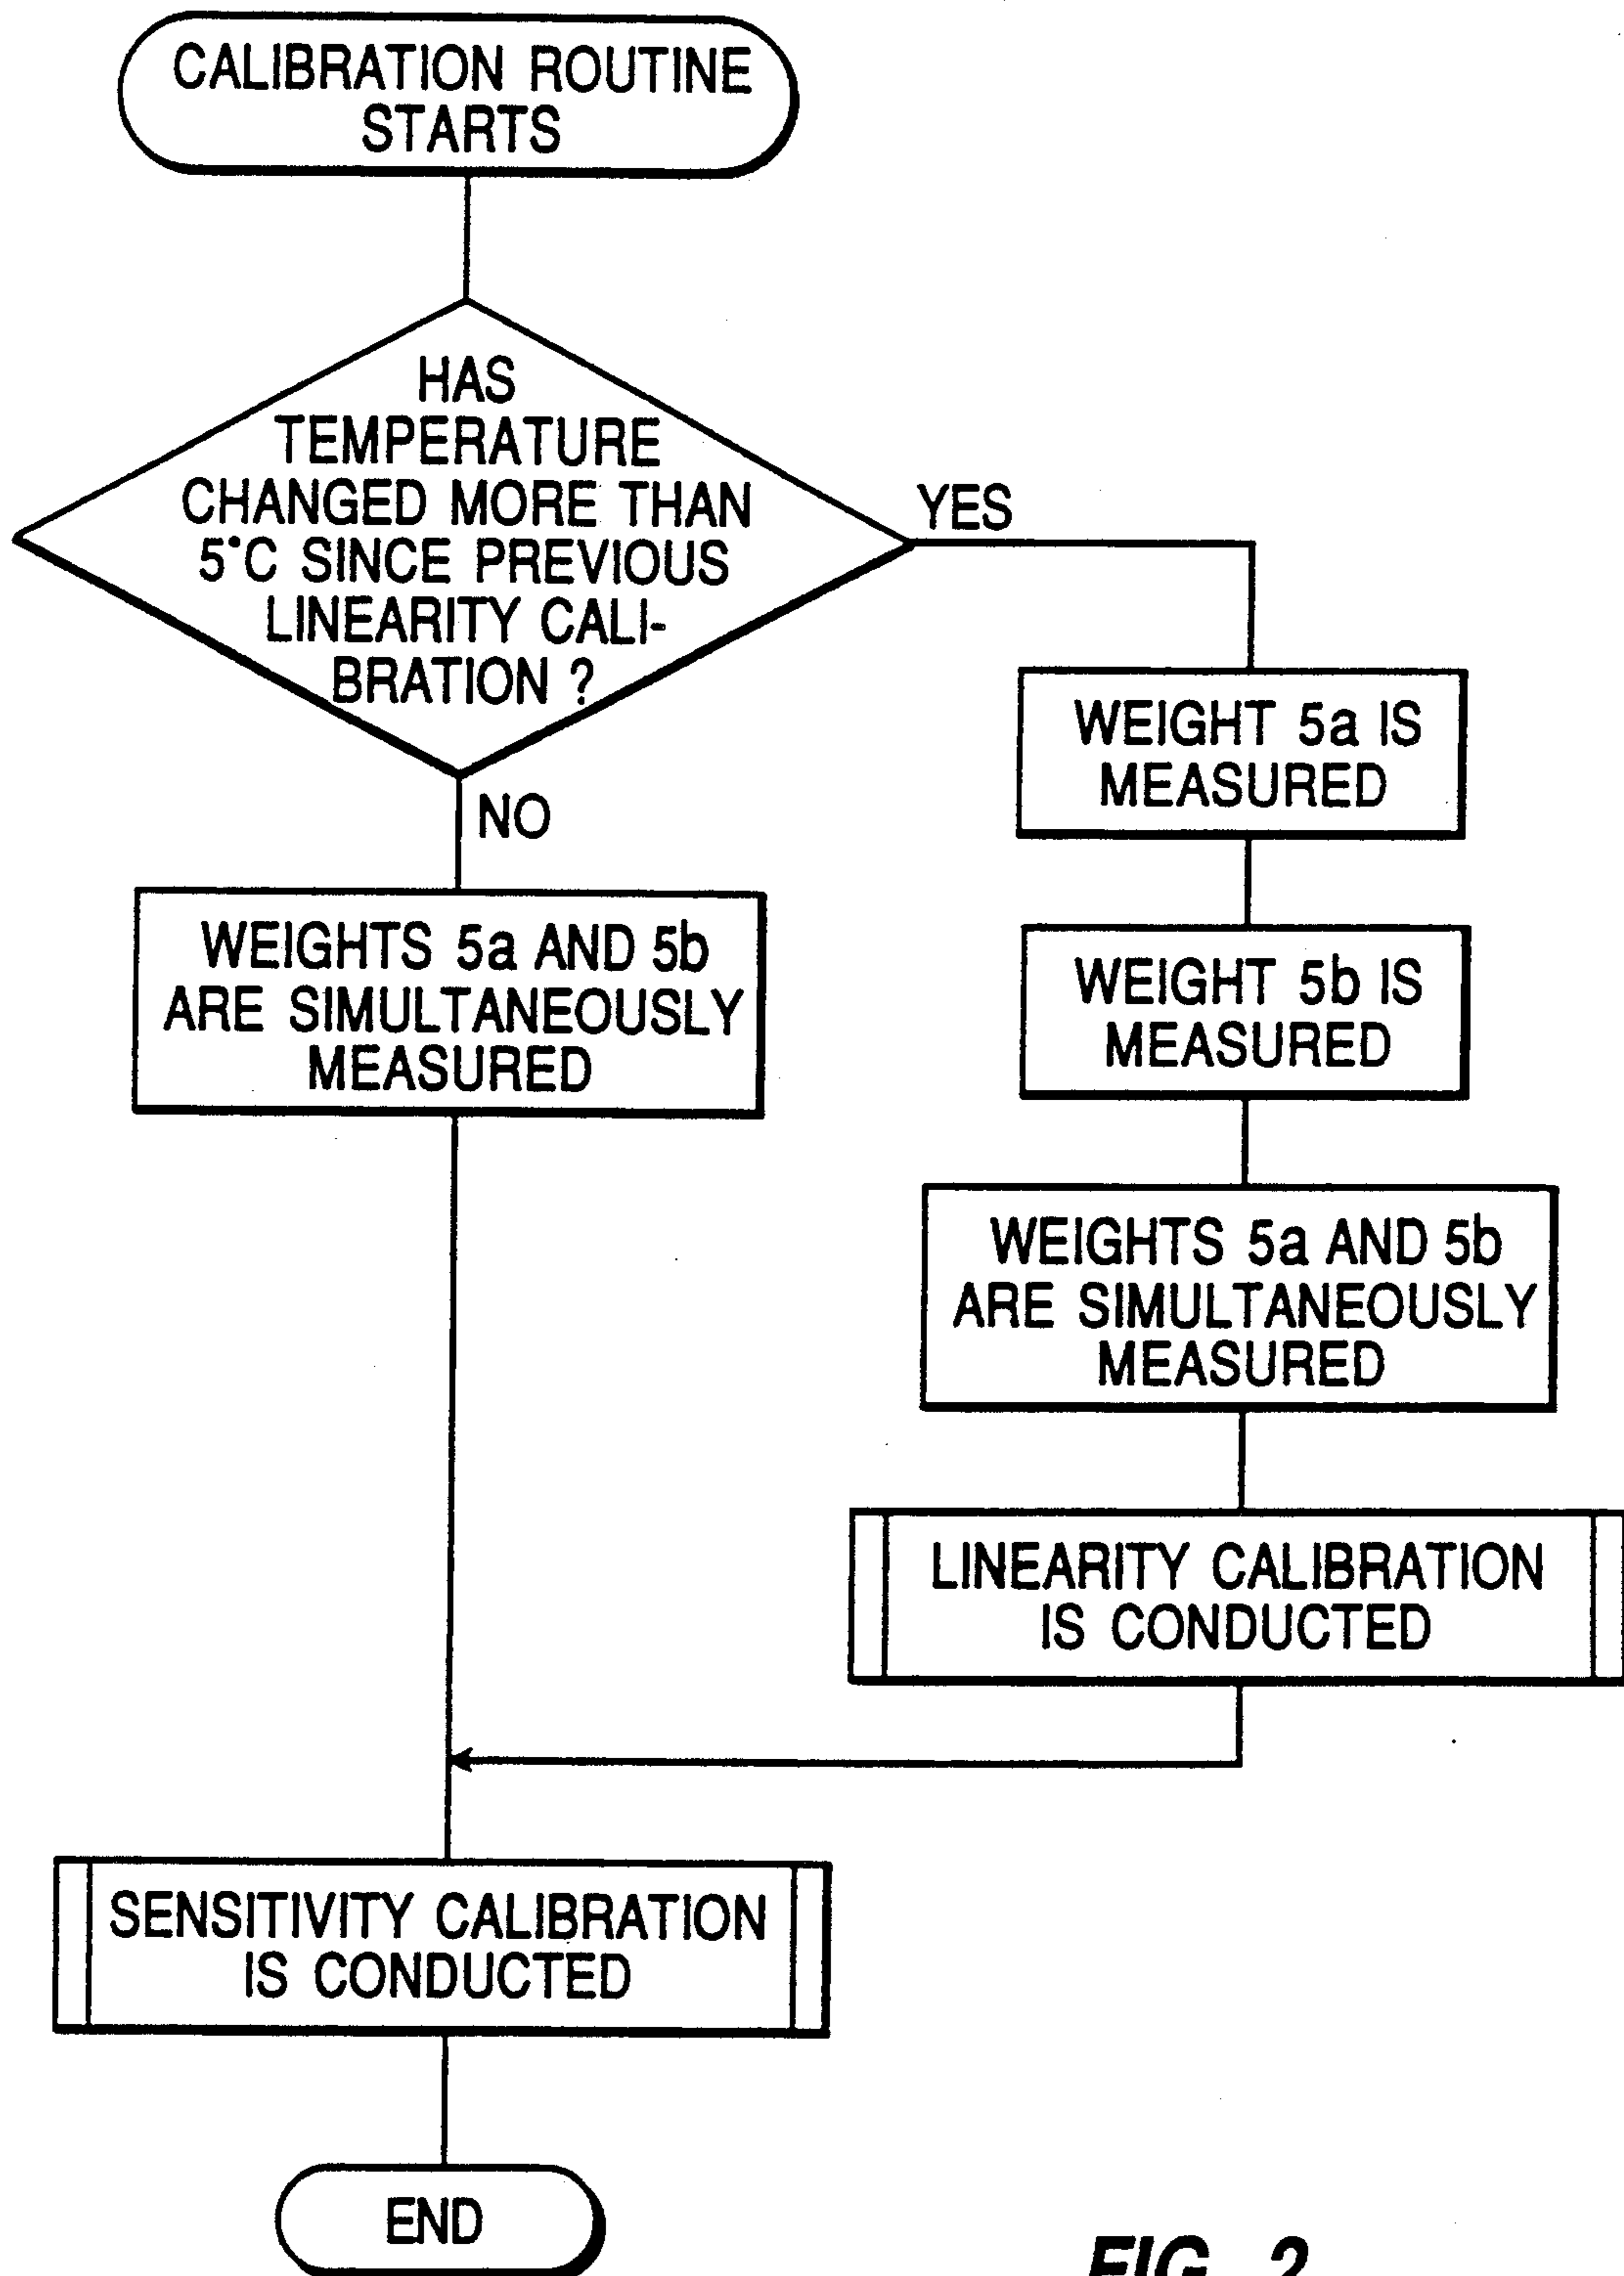 CALIBRATION ROUTINE
STARTS
HAS
TEMPERATURE
CHANGED MORE THAN
5°C SINCE PREVIOUS
LINEARITY CALI-
BRATION ?
YES
NO
WEIGHT 5a IS
MEASURED
WEIGHT 5b IS
MEASURED
WEIGHTS 5a AND 5b
ARE SIMULTANEOUSLY
MEASURED
WEIGHTS 5a AND 5b
ARE SIMULTANEOUSLY
MEASURED
LINEARITY CALIBRATION
IS CONDUCTED
SENSITIVITY CALIBRATION
IS CONDUCTED
END
FIG. 2